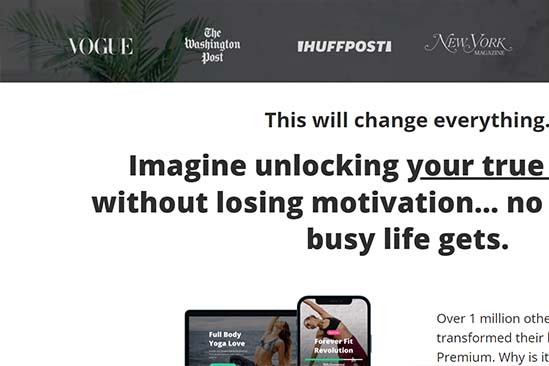 VOGUE
The
Washington
Post
IHUFFPOSTI
NEW YORK
MAGAZINE
This will change everything.
Imagine unlocking your true
without losing motivation... no
busy life gets.
Over 1 million othe
transformed their l
Premium. Why is it
Full Body
Yoga Love
Forever Fit
Revolution